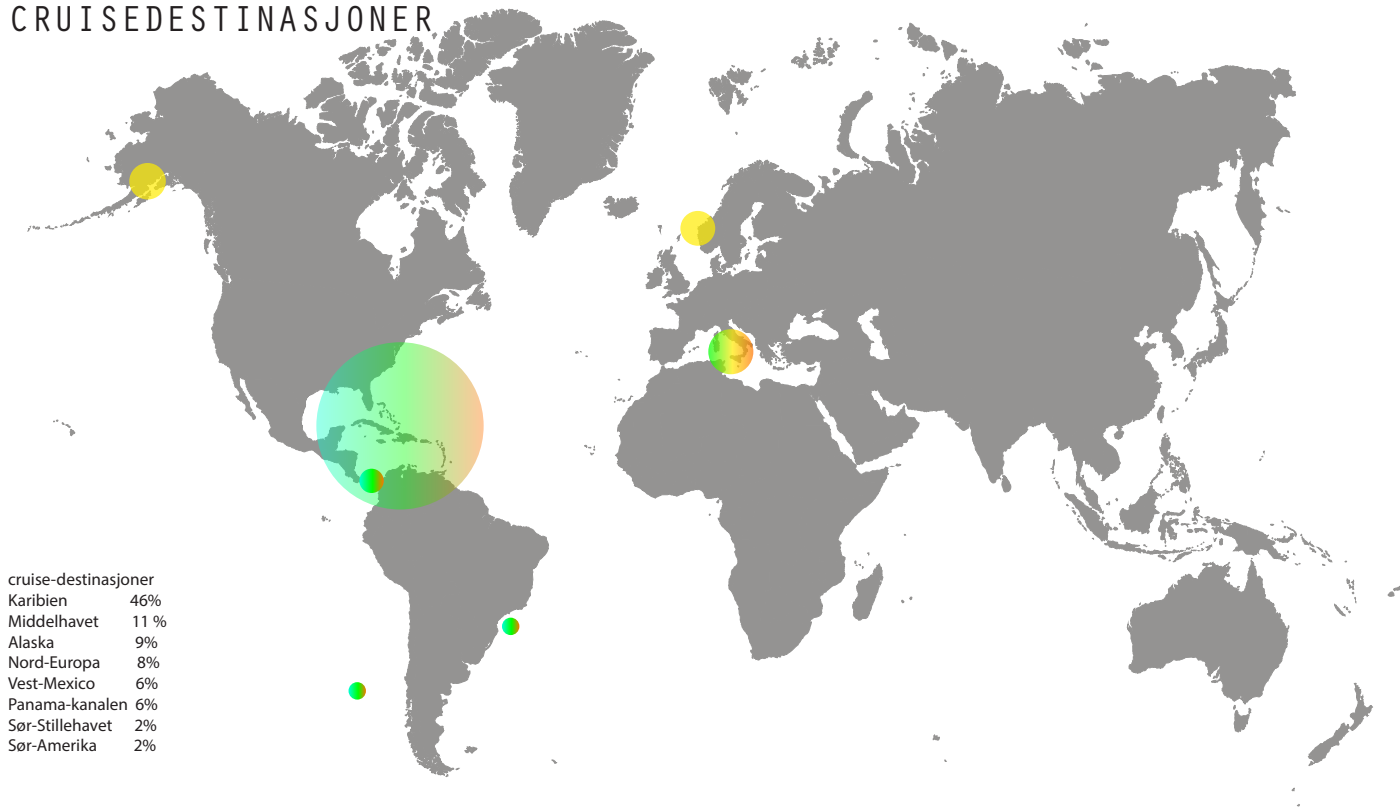 CRUISEDESTINASJONER
cruise-destinasjoner
Karibien 46%
Middelhavet 11 %
Alaska 9%
Nord-Europa 8%
Vest-Mexico 6%
Panama-kanalen 6%
Sør-Stillehavet 2%
Sør-Amerika 2%